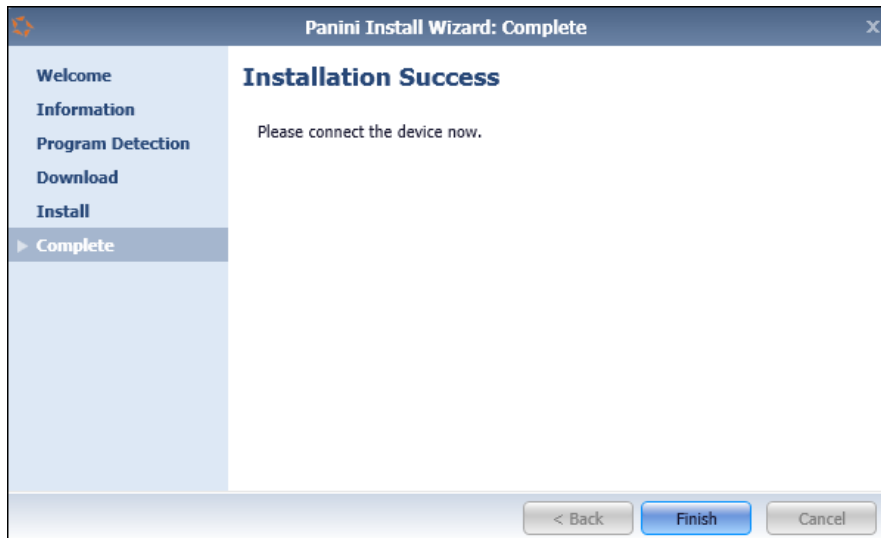 Panini Install Wizard: Complete
x
Welcome
Information
Program Detection
Download
Install
Complete
Installation Success
Please connect the device now.
< Back
Finish
Cancel